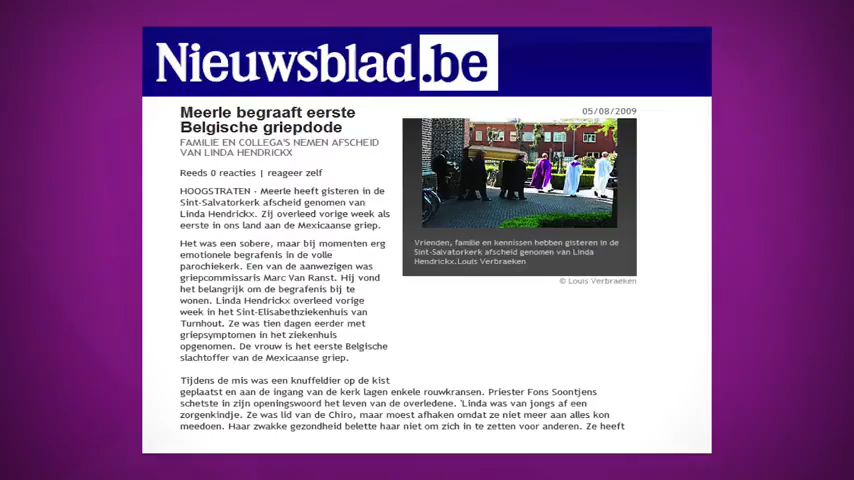 Nieuwsblad.be
Meerle begraaft eerste
Belgische griepdode
FAMILIE EN COLLEGA'S NEMEN AFSCHEID
VAN LINDA HENDRICKX
Reeds 0 reacties | reageer zelf
HOOGSTRATEN - Meerle heeft gisteren in de
Sint-Salvatorkerk afscheid genomen van
Linda Hendrickx. Zij overleed vorige week als
eerste in ons land aan de Mexicaanse griep.
Het was een sobere, maar bij momenten erg
emotionele begrafenis in de volle
parochiekerk. Een van de aanwezigen was
griepcommissaris Marc Van Ranst. Hij vond
het belangrijk om de begrafenis bij te
wonen. Linda Hendrickx overleed vorige
week in het Sint-Elisabethziekenhuis van
Turnhout. Ze was tien dagen eerder met
griepsymptomen in het ziekenhuis
opgenomen. De vrouw is het eerste Belgische
slachtoffer van de Mexicaanse griep.
05/08/2009
Vrienden, familie en kennissen hebben gisteren in de
Sint-Salvatorkerk afscheid genomen van Linda
Hendrickx.Louis Verbraeken
© Louis Verbraeken
Tijdens de mis was een knuffeldier op de kist
geplaatst en aan de ingang van de kerk lagen enkele rouwkransen. Priester Fons Soontjens
schetste in zijn openingswoord het leven van de overledene. 'Linda was van jongs af een
zorgenkindje. Ze was lid van de Chiro, maar moest afhaken omdat ze niet meer aan alles kon
meedoen. Haar zwakke gezondheid belette haar niet om zich in te zetten voor anderen. Ze heeft